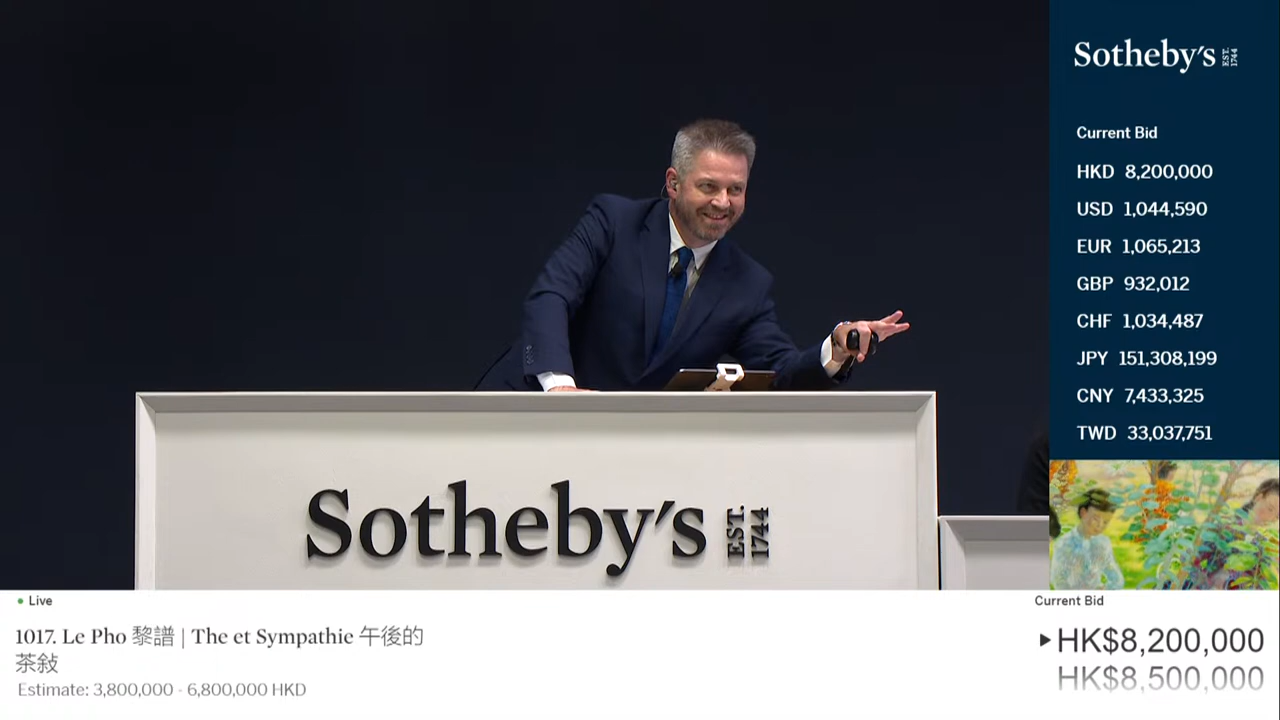 Sotheby's EST. 1744
Current Bid
HKD 8,200,000
USD 1,044,590
EUR 1,065,213
GBP 932,012
CHF 1,034,487
JPY 151,308,199
CNY 7,433,325
TWD 33,037,751
Sotheby's EST. 1744
Live
1017. Le Pho 黎譜 | The et Sympathie 午後的
茶敍
Estimate: 3,800,000 - 6,800,000 HKD
Current Bid
HK$8,200,000
HK$8,500,000